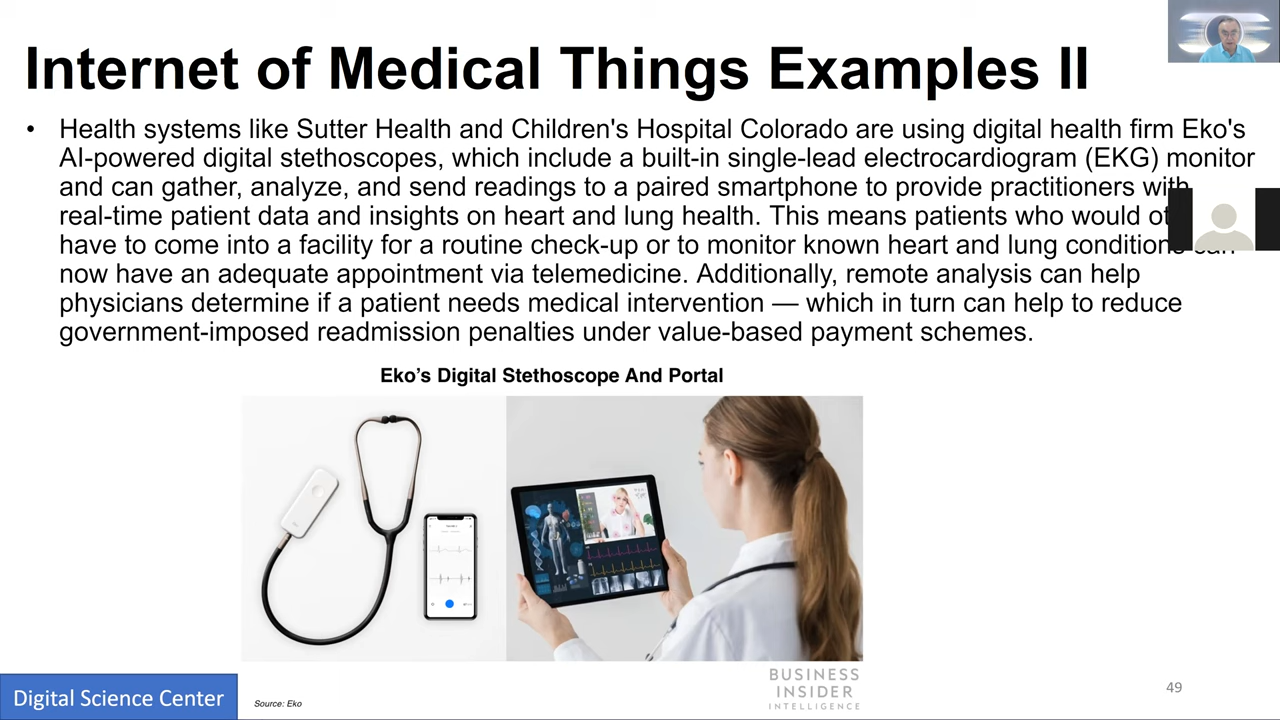 Internet of Medical Things Examples II
• Health systems like Sutter Health and Children's Hospital Colorado are using digital health firm Eko's
AI-powered digital stethoscopes, which include a built-in single-lead electrocardiogram (EKG) monitor
and can gather, analyze, and send readings to a paired smartphone to provide practitioners with
real-time patient data and insights on heart and lung health. This means patients who would
have to come into a facility for a routine check-up or to monitor known heart and lung conditions can
now have an adequate appointment via telemedicine. Additionally, remote analysis can help
physicians determine if a patient needs medical intervention — which in turn can help to reduce
government-imposed readmission penalties under value-based payment schemes.
Eko’s Digital Stethoscope And Portal
Digital Science Center
Source: Eko
BUSINESS
INSIDER
INTELLIGENCE
49